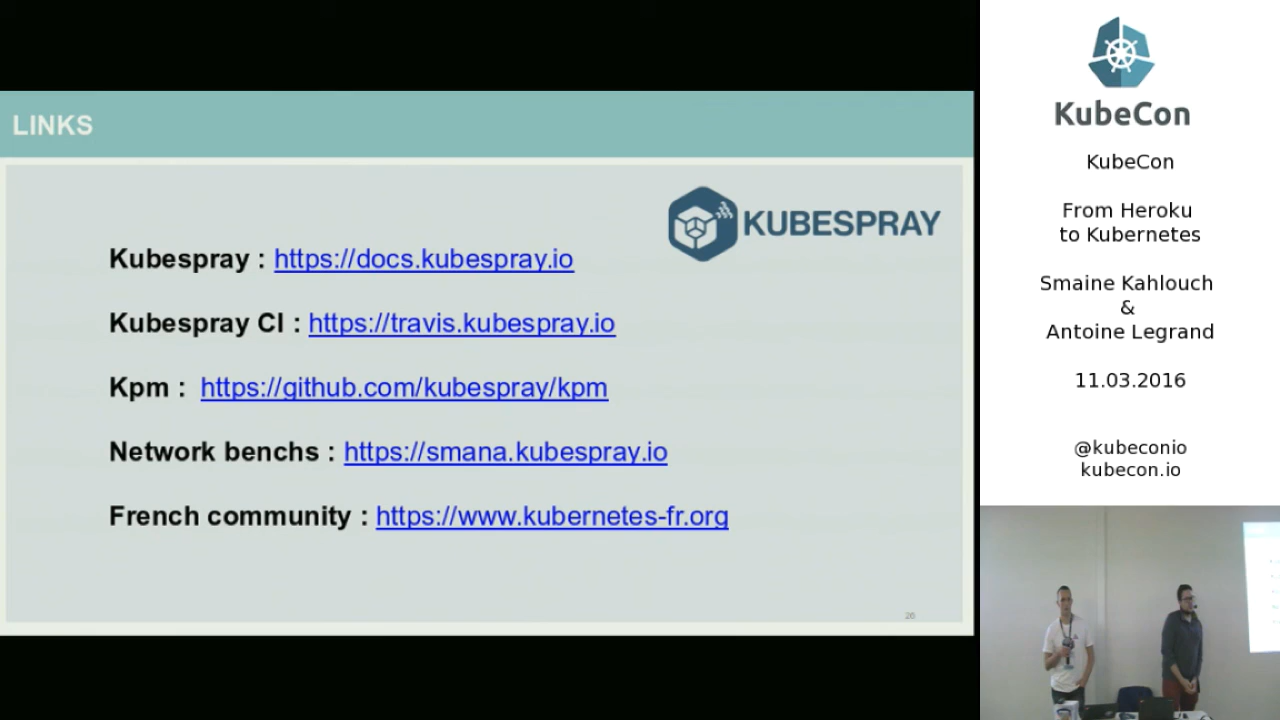 LINKS
KUBESPRAY
Kubespray : https://docs.kubespray.io
Kubespray CI : https://travis.kubespray.io
Kpm : https://github.com/kubespray/kpm
Network benchs : https://smana.kubespray.io
French community : https://www.kubernetes-fr.org
26
KubeCon
KubeCon
From Heroku
to Kubernetes
Smaine Kahlouch
&
Antoine Legrand
11.03.2016
@kubeconio
kubecon.io